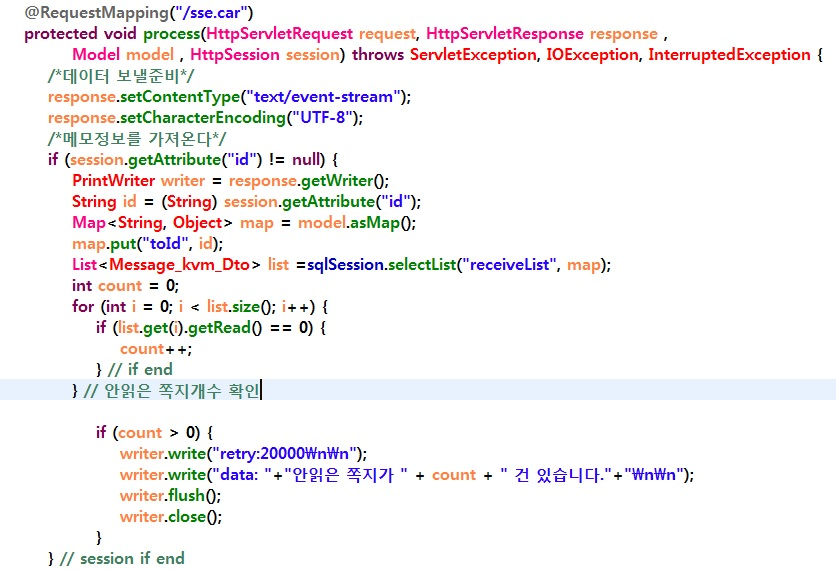 @RequestMapping("/sse.car")
protected void process(HttpServletRequest request, HttpServletResponse response ,
Model model , HttpSession session) throws ServletException, IOException, InterruptedException {
/*데이터 보낼준비*/
response.setContentType("text/event-stream");
response.setCharacterEncoding("UTF-8");
/*메모정보를 가져온다*/
if (session.getAttribute("id") != null) {
PrintWriter writer = response.getWriter();
String id = (String) session.getAttribute("id");
Map<String, Object> map = model.asMap();
map.put("toId", id);
List<Message_kvm_Dto> list =sqlSession.selectList("receiveList", map);
int count = 0;
for (int i = 0; i < list.size(); i++) {
if (list.get(i).getRead() == 0) {
count++;
} // if end
} // 안읽은 쪽지개수 확인
if (count > 0) {
writer.write("retry:20000₩n₩n");
writer.write("data: "+"안읽은 쪽지가 " + count + " 건 있습니다."+"₩n₩n");
writer.flush();
writer.close();
}
} // session if end